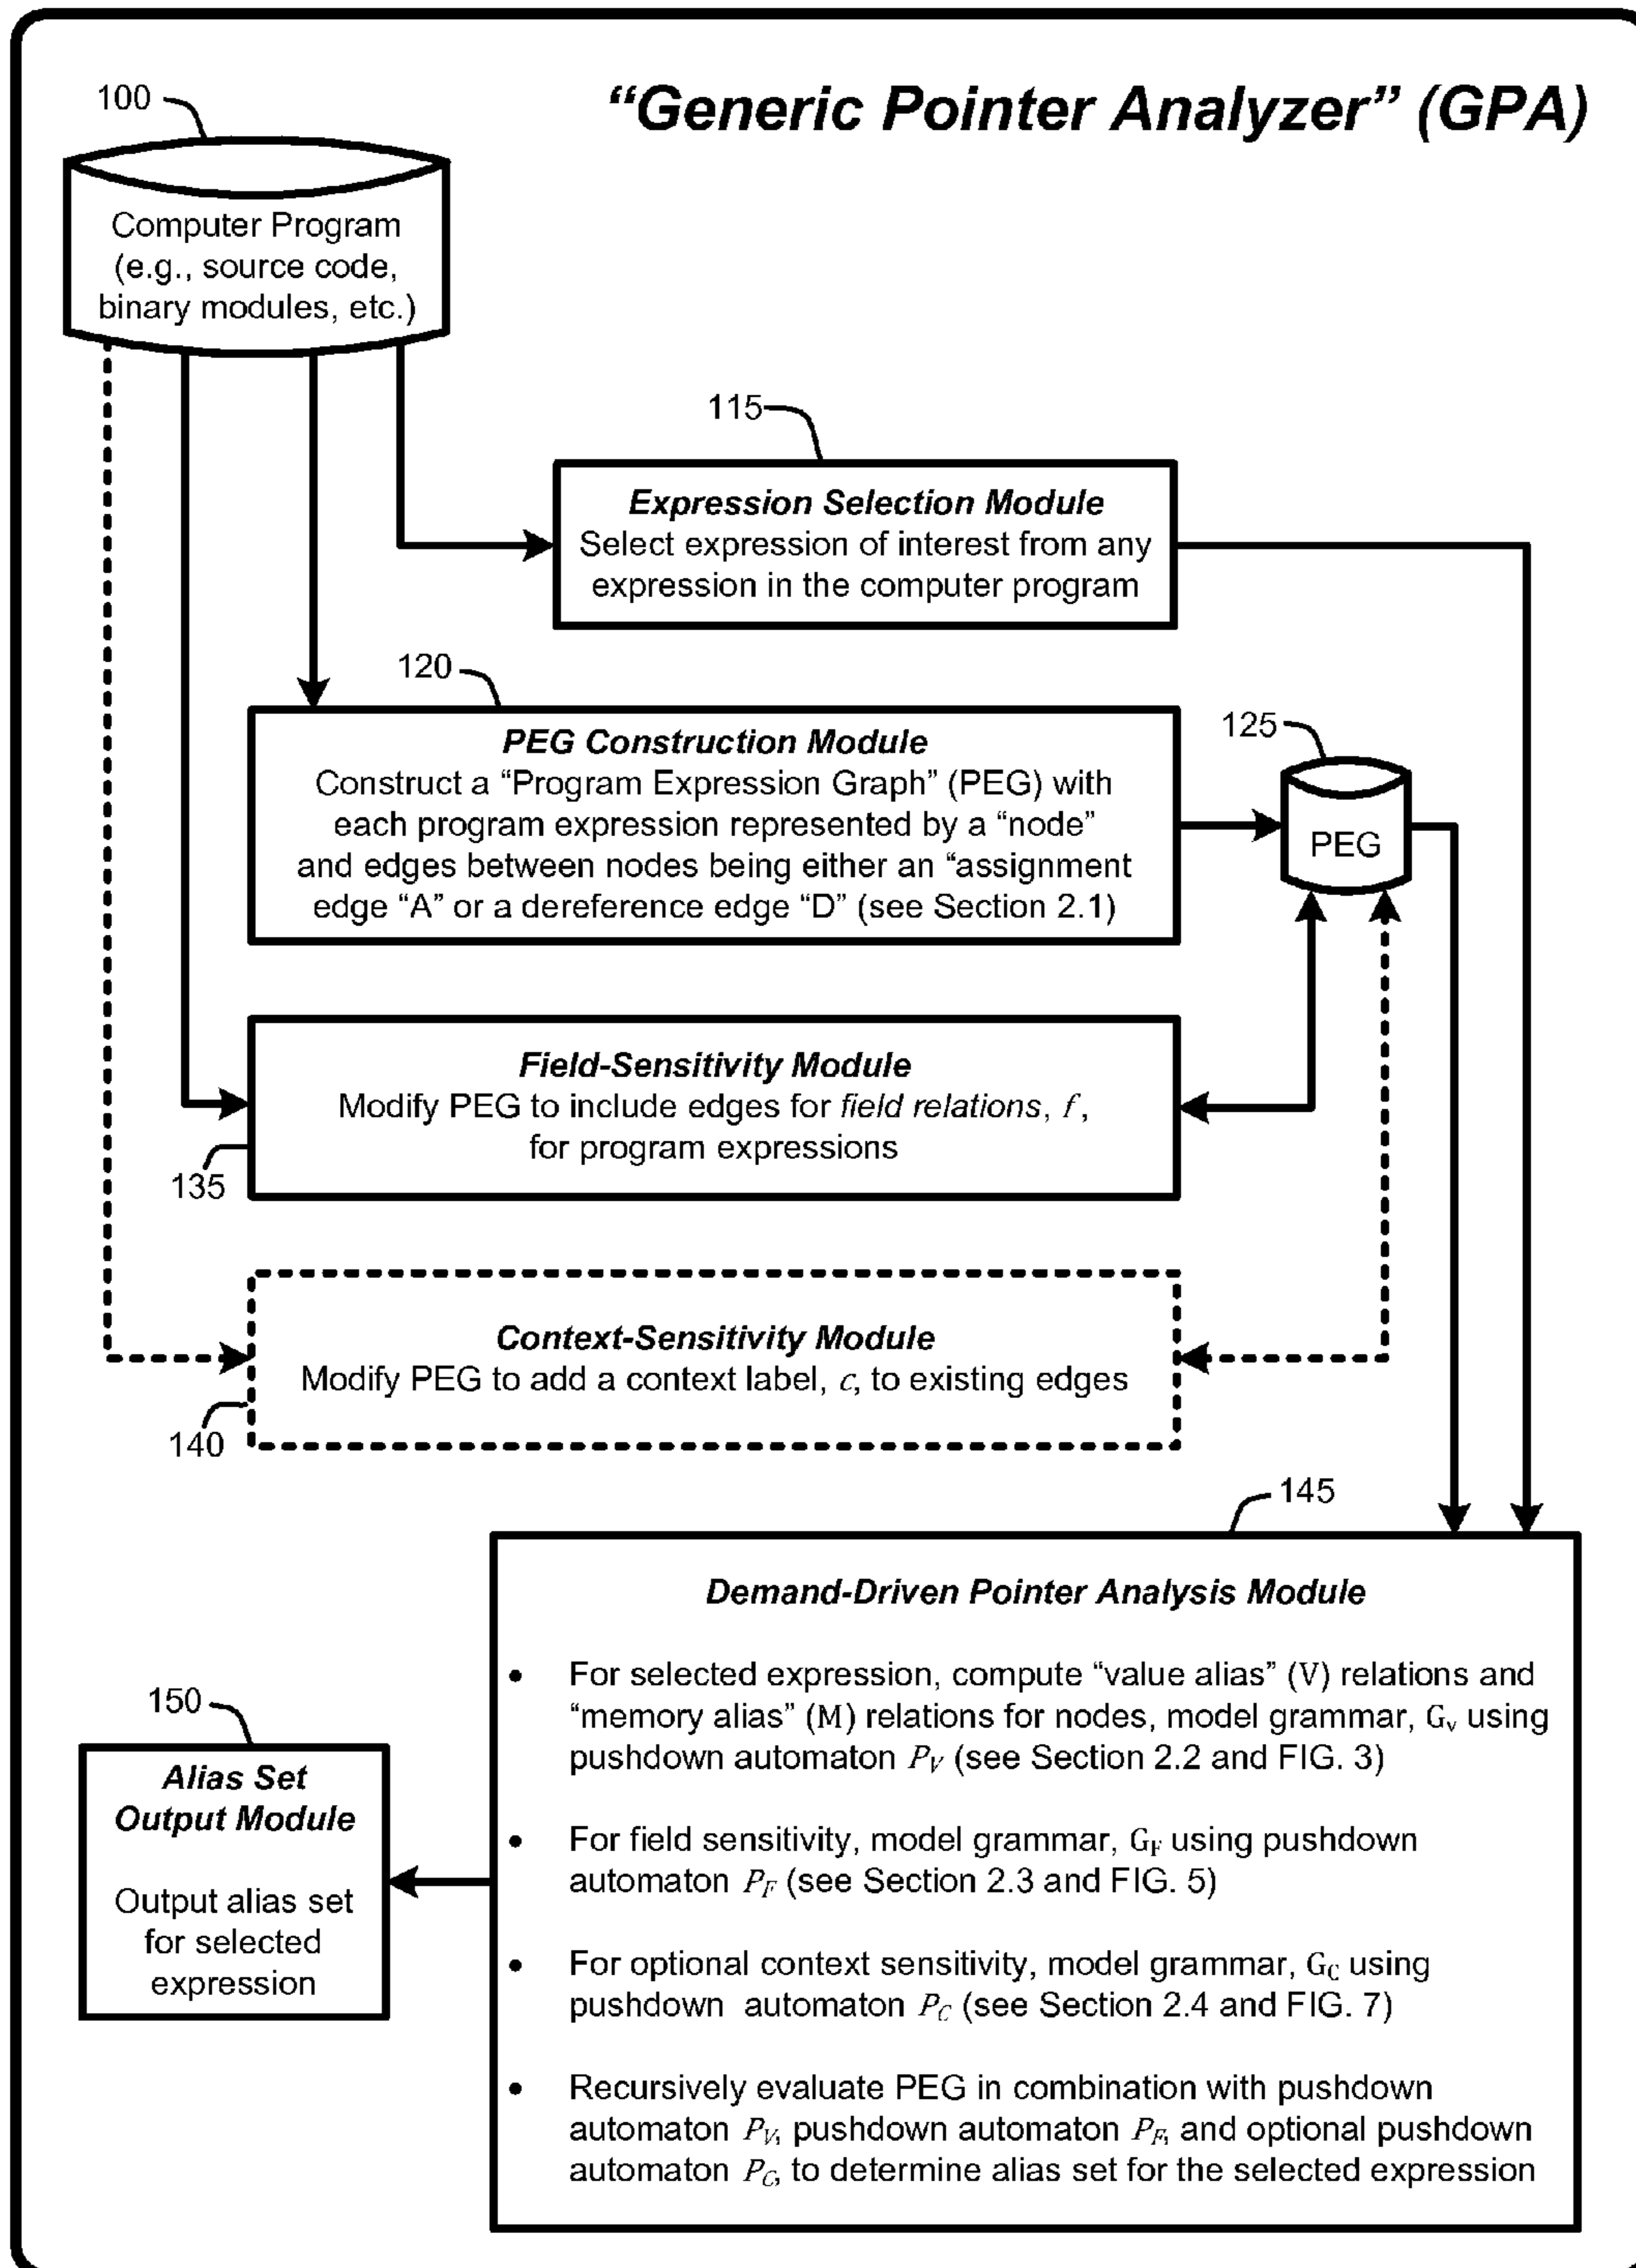 “Generic Pointer Analyzer” (GPA)
100
Computer Program
(e.g., source code,
binary modules, etc.)
115
Expression Selection Module
Select expression of interest from any
expression in the computer program
120
PEG Construction Module
Construct a “Program Expression Graph” (PEG) with
each program expression represented by a “node”
and edges between nodes being either an “assignment
edge “A” or a dereference edge “D” (see Section 2.1)
125
PEG
Field-Sensitivity Module
Modify PEG to include edges for field relations, f,
for program expressions
135
Context-Sensitivity Module
Modify PEG to add a context label, c, to existing edges
140
145
Demand-Driven Pointer Analysis Module
• For selected expression, compute “value alias” (V) relations and
“memory alias” (M) relations for nodes, model grammar, Gv using
pushdown automaton PV (see Section 2.2 and FIG. 3)
• For field sensitivity, model grammar, GF using pushdown
automaton PF (see Section 2.3 and FIG. 5)
• For optional context sensitivity, model grammar, GC using
pushdown automaton PC (see Section 2.4 and FIG. 7)
• Recursively evaluate PEG in combination with pushdown
automaton PV, pushdown automaton PF, and optional pushdown
automaton PC, to determine alias set for the selected expression
150
Alias Set
Output Module
Output alias set
for selected
expression